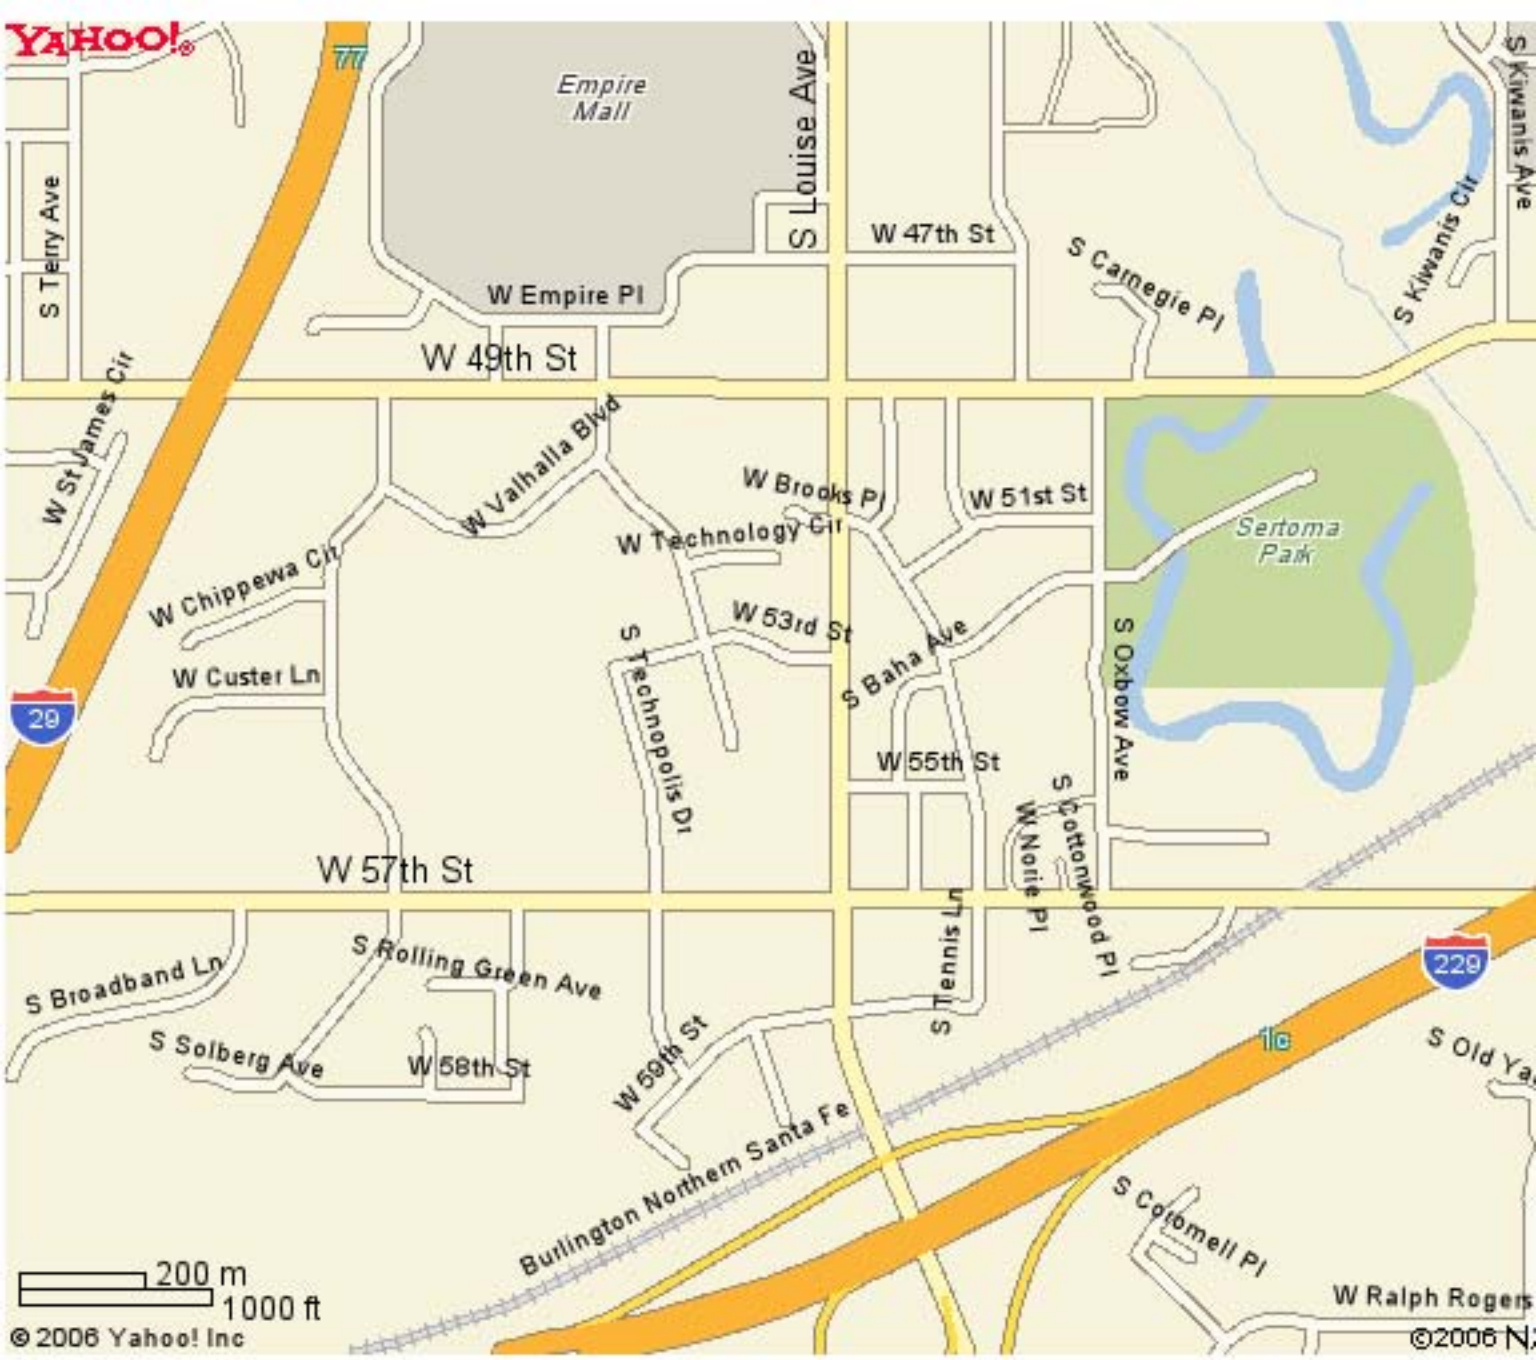 YAHOO!®
77
Empire
Mall
S Louise Ave
S Kiwanis Ave
S Terry Ave
W 47th St
S Carnegie Pl
S Kiwanis Cir
W Empire Pl
W 49th St
W St James Cir
W Valhalla Blvd
W Brooks Pl
W 51st St
W Technology Cir
Sertoma
Park
W Chippewa Cir
W 53rd St
S Baha Ave
S Technopolis Dr
S Oxbow Ave
W Custer Ln
29
W 55th St
W Norie Pl
S Cottonwood Pl
W 57th St
S Tennis Ln
S Rolling Green Ave
S Broadband Ln
229
S Solberg Ave
W 58th St
W 59th St
1c
S Old Ya
Burlington Northern Santa Fe
S Coromell Pl
200 m
1000 ft
W Ralph Rogers
© 2006 Yahoo! Inc
©2006 N